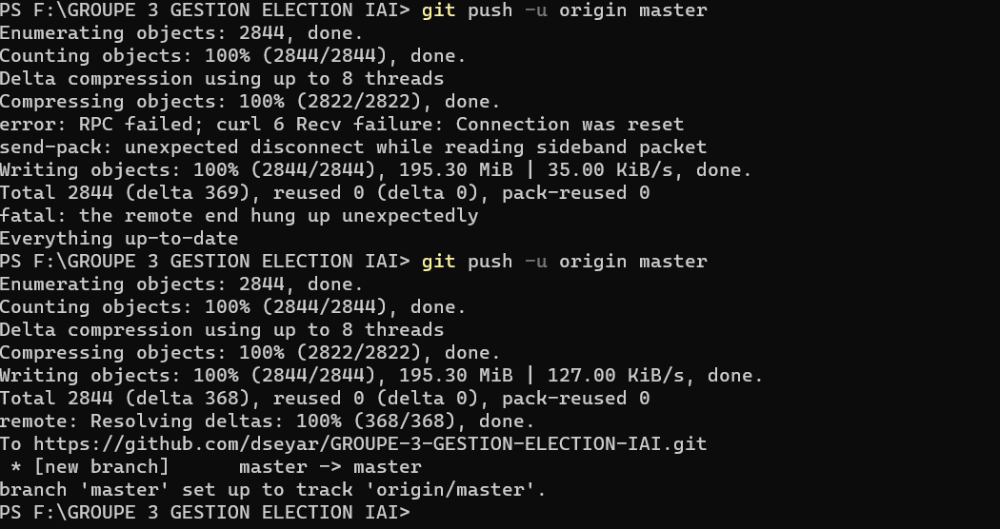 PS F:\GROUPE 3 GESTION ELECTION IAI> git push -u origin master
Enumerating objects: 2844, done.
Counting objects: 100% (2844/2844), done.
Delta compression using up to 8 threads
Compressing objects: 100% (2822/2822), done.
error: RPC failed; curl 6 Recv failure: Connection was reset
send-pack: unexpected disconnect while reading sideband packet
Writing objects: 100% (2844/2844), 195.30 MiB | 35.00 KiB/s, done.
Total 2844 (delta 369), reused 0 (delta 0), pack-reused 0
fatal: the remote end hung up unexpectedly
Everything up-to-date
PS F:\GROUPE 3 GESTION ELECTION IAI> git push -u origin master
Enumerating objects: 2844, done.
Counting objects: 100% (2844/2844), done.
Delta compression using up to 8 threads
Compressing objects: 100% (2822/2822), done.
Writing objects: 100% (2844/2844), 195.30 MiB | 127.00 KiB/s, done.
Total 2844 (delta 368), reused 0 (delta 0), pack-reused 0
remote: Resolving deltas: 100% (368/368), done.
To https://github.com/dseyar/GROUPE-3-GESTION-ELECTION-IAI.git
 * [new branch]      master -> master
branch 'master' set up to track 'origin/master'.
PS F:\GROUPE 3 GESTION ELECTION IAI>